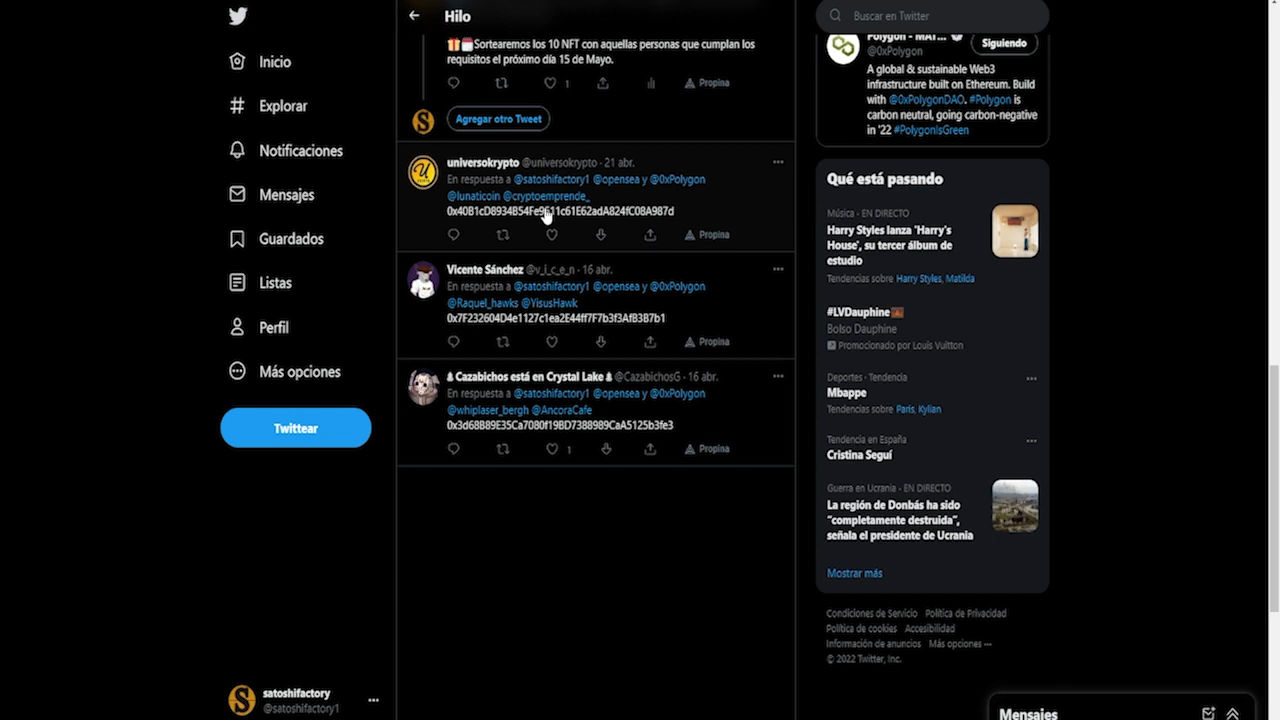 Inicio
Explorar
Notificaciones
Mensajes
Guardados
Listas
Perfil
Más opciones
Twittear
satoshifactory
@satoshifactory1
Hilo
Sortearemos los 10 NFT con aquellas personas que cumplan los
requisitos el próximo día 15 de Mayo.
1
Propina
Agregar otro Tweet
universokrypto @universokrypto · 21 abr.
En respuesta a @satoshifactory1 @opensea y @0xPolygon
@lunaticoin @cryptoemprende_
Propina
Vicente Sánchez @v_i_c_e_n · 16 abr.
En respuesta a @satoshifactory1 @opensea y @0xPolygon
@Raquel_hawks @YisusHawk
0x7F232604D4e1127c1ea2E44ff7F7b3f3AfB3B7b1
Propina
Cazabichos está en Crystal Lake @CazabichosG · 16 abr.
En respuesta a @satoshifactory1 @opensea y @0xPolygon
@whiplaser_bergh @AncoraCafe
0x3d68B89E35Ca7080f19BD7388989CaA5125b3fe3
1
Propina
Buscar en Twitter
Polygon - MAT...
@0xPolygon
Siguiendo
A global & sustainable Web3
infrastructure built on Ethereum. Build
with @0xPolygonDAO. #Polygon is
carbon neutral, going carbon-negative
in '22 #PolygonIsGreen
Qué está pasando
Música · EN DIRECTO
Harry Styles lanza 'Harry's
House', su tercer álbum de
estudio
Tendencias sobre Harry Styles, Matilda
#LVDauphine
Bolso Dauphine
Promocionado por Louis Vuitton
Deportes · Tendencia
Mbappe
Tendencias sobre Paris, Kylian
Tendencia en España
Cristina Seguí
Guerra en Ucrania · EN DIRECTO
La región de Donbás ha sido
“completamente destruida”,
señala el presidente de Ucrania
Mostrar más
Condiciones de Servicio Política de Privacidad
Política de cookies Accesibilidad
Información de anuncios Más opciones ···
© 2022 Twitter, Inc.
Mensajes